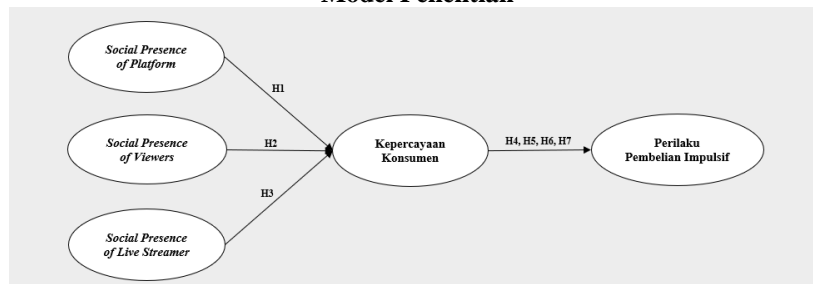 Model Penelitian
Social Presence
of Platform
H1
Social Presence
of Viewers
H2
Kepercayaan
Konsumen
H4, H5, H6, H7
Perilaku
Pembelian Impulsif
H3
Social Presence
of Live Streamer